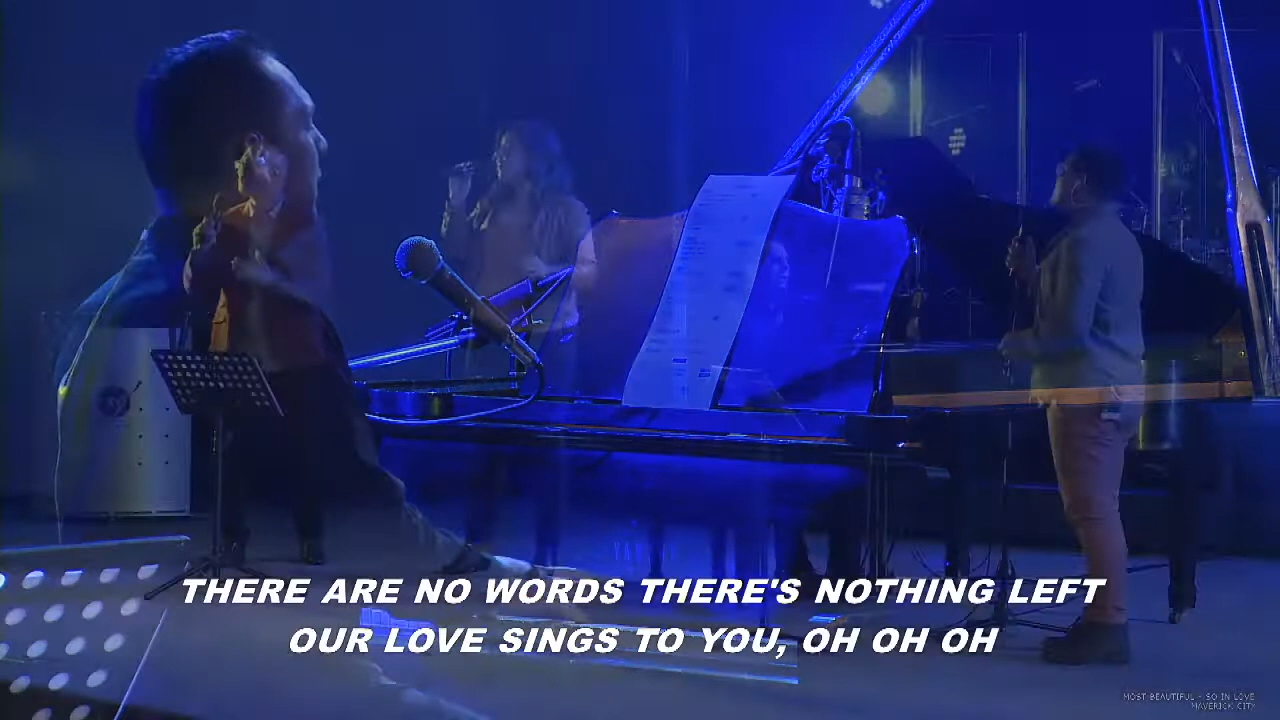 THERE ARE NO WORDS THERE'S NOTHING LEFT
OUR LOVE SINGS TO YOU, OH OH OH
MOST BEAUTIFUL - SO IN LOVE
MAVERICK CITY